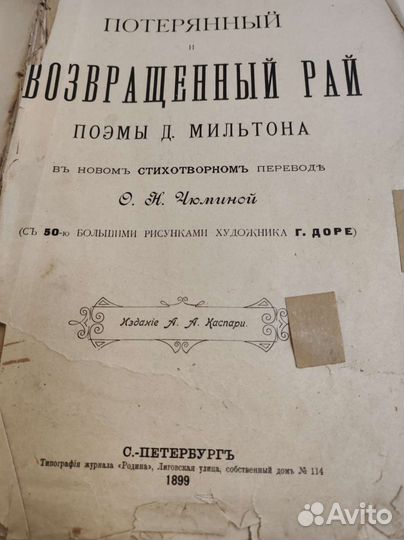 ПОТЕРЯННЫЙ
И
ВОЗВРАЩЕННЫЙ РАЙ
ПОЭМЫ Д. МИЛЬТОНА
ВЪ НОВОМЪ СТИХОТВОРНОМЪ ПЕРЕВОДѢ
О. Н. Чюминой
(СЪ 50-ю БОЛЬШИМИ РИСУНКАМИ ХУДОЖНИКА Г. ДОРЕ)
Изданіе А. А. Каспари.
С.-ПЕТЕРБУРГЪ
Типографія журнала «Родина», Лиговская улица, собственный домъ № 114
1899
Avito